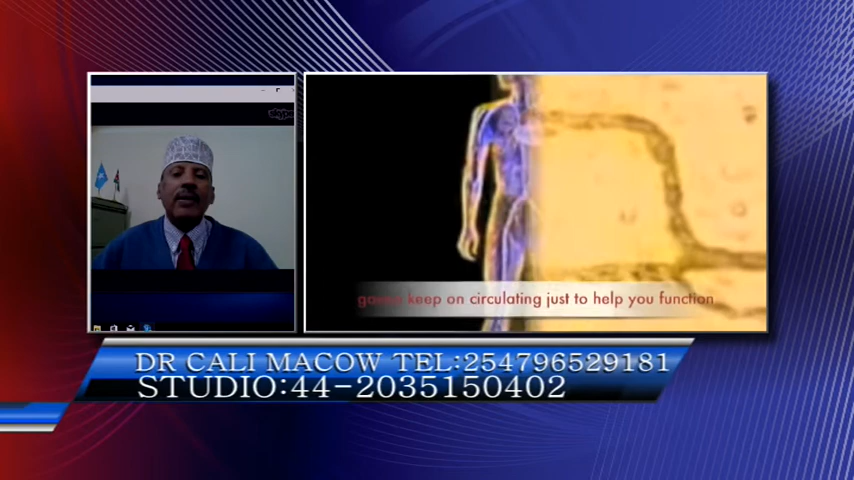 keep on circulating just to help you function
DR CALI MACOW TEL:254796529181
STUDIO:44-2035150402